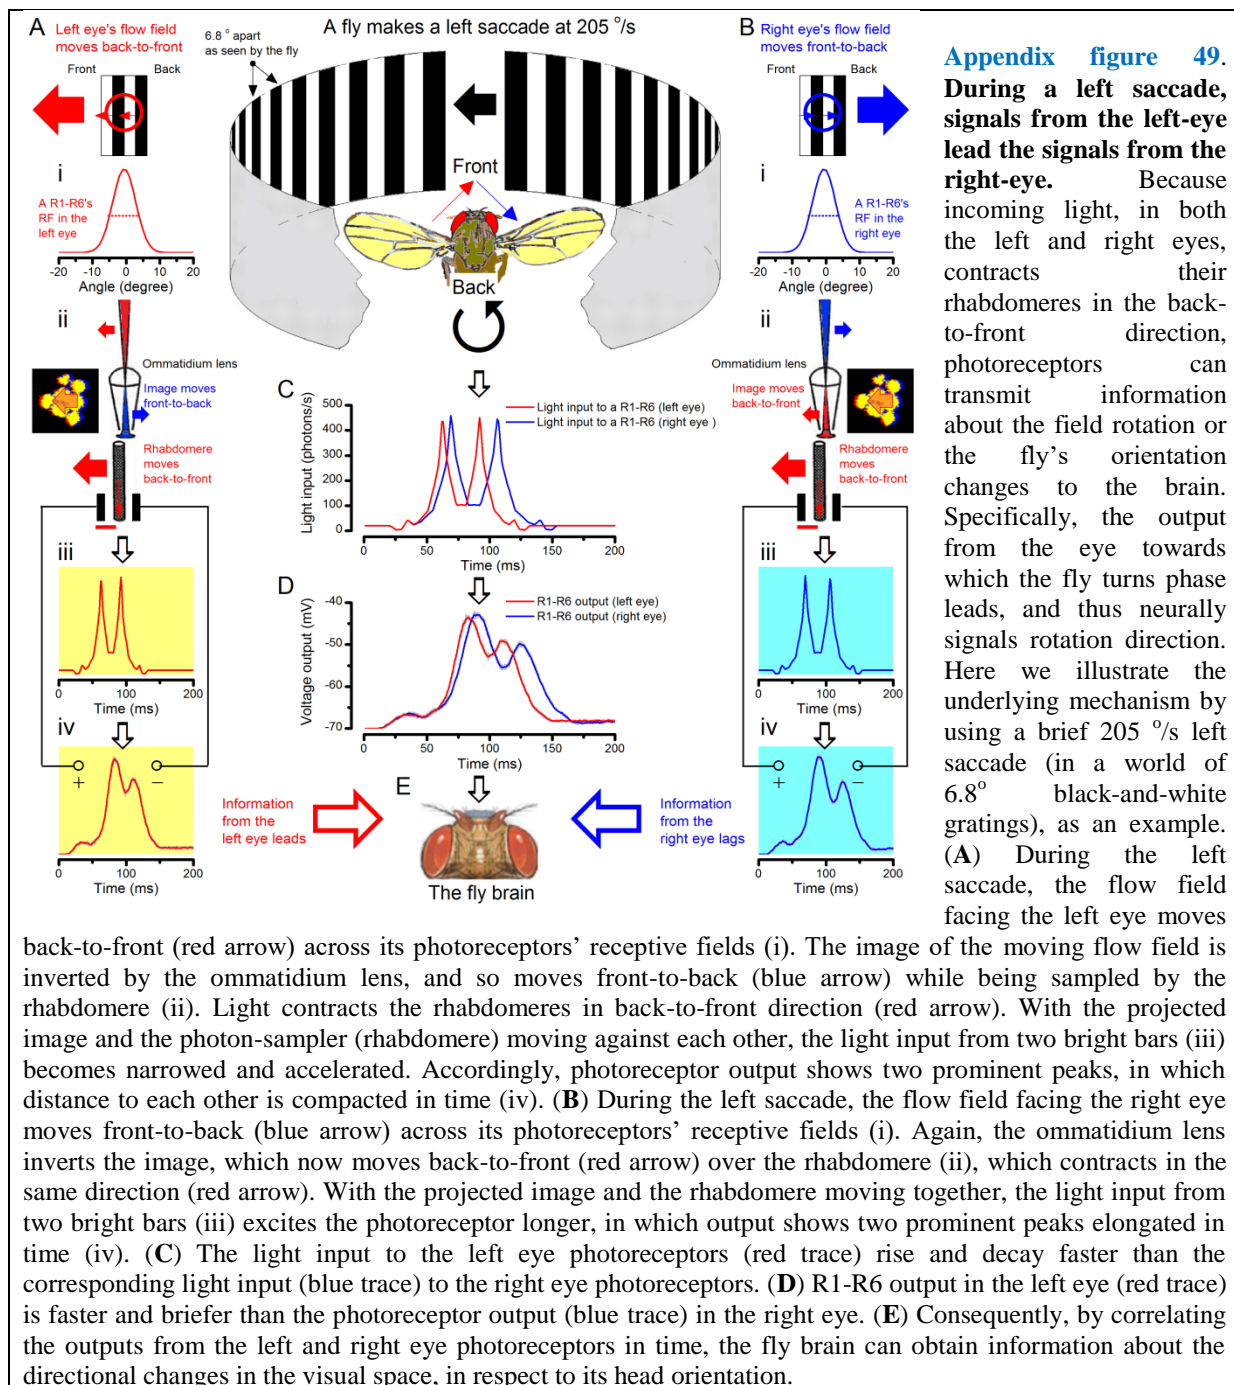 A
Left eye's flow field
moves back-to-front
6.8 ° apart
as seen by the fly
A fly makes a left saccade at 205 °/s
B
Right eye's flow field
moves front-to-back
Front
Back
Front
Back
i
A R1-R6's
RF in the
left eye
-20
-10
0
10
20
Angle (degree)
Front
Back
i
A R1-R6's
RF in the
right eye
-20
-10
0
10
20
Angle (degree)
ii
Ommatidium lens
Image moves
front-to-back
Rhabdomere
moves
back-to-front
ii
Ommatidium lens
Image moves
back-to-front
Rhabdomere
moves
back-to-front
C
500
400
300
200
100
0
Light input (photons/s)
Light input to a R1-R6 (left eye)
Light input to a R1-R6 (right eye )
0
50
100
150
200
Time (ms)
iii
0
100
200
Time (ms)
iii
0
100
200
Time (ms)
D
-40
-50
-60
-70
Voltage output (mV)
R1-R6 output (left eye)
R1-R6 output (right eye)
0
50
100
150
200
Time (ms)
iv
+
−
0
100
200
Time (ms)
iv
+
−
0
100
200
Time (ms)
Information
from the
left eye leads
E
Information
from the
right eye lags
The fly brain
Appendix figure 49.
During a left saccade,
signals from the left-eye
lead the signals from the
right-eye. Because
incoming light, in both
the left and right eyes,
contracts their
rhabdomeres in the back-
to-front direction,
photoreceptors can
transmit information
about the field rotation or
the fly's orientation
changes to the brain.
Specifically, the output
from the eye towards
which the fly turns phase
leads, and thus neurally
signals rotation direction.
Here we illustrate the
underlying mechanism by
using a brief 205 °/s left
saccade (in a world of
6.8° black-and-white
gratings), as an example.
(A) During the left
saccade, the flow field
facing the left eye moves
back-to-front (red arrow) across its photoreceptors' receptive fields (i). The image of the moving flow field is
inverted by the ommatidium lens, and so moves front-to-back (blue arrow) while being sampled by the
rhabdomere (ii). Light contracts the rhabdomeres in back-to-front direction (red arrow). With the projected
image and the photon-sampler (rhabdomere) moving against each other, the light input from two bright bars (iii)
becomes narrowed and accelerated. Accordingly, photoreceptor output shows two prominent peaks, in which
distance to each other is compacted in time (iv). (B) During the left saccade, the flow field facing the right eye
moves front-to-back (blue arrow) across its photoreceptors' receptive fields (i). Again, the ommatidium lens
inverts the image, which now moves back-to-front (red arrow) over the rhabdomere (ii), which contracts in the
same direction (red arrow). With the projected image and the rhabdomere moving together, the light input from
two bright bars (iii) excites the photoreceptor longer, in which output shows two prominent peaks elongated in
time (iv). (C) The light input to the left eye photoreceptors (red trace) rise and decay faster than the
corresponding light input (blue trace) to the right eye photoreceptors. (D) R1-R6 output in the left eye (red trace)
is faster and briefer than the photoreceptor output (blue trace) in the right eye. (E) Consequently, by correlating
the outputs from the left and right eye photoreceptors in time, the fly brain can obtain information about the
directional changes in the visual space, in respect to its head orientation.